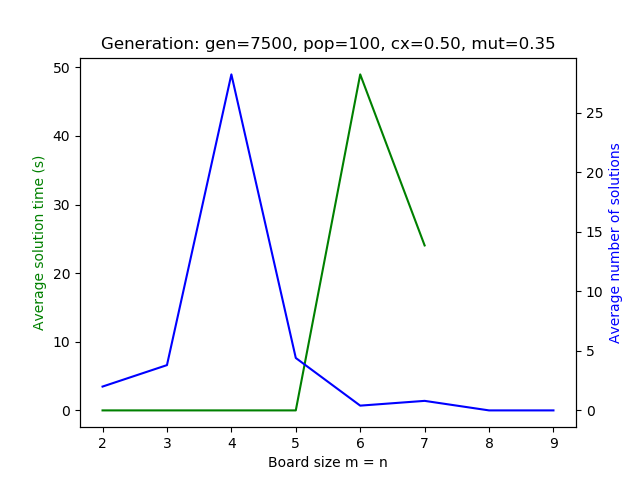 Generation: gen=7500, pop=100, cx=0.50, mut=0.35
50
40
30
20
10
0
Average solution time (s)
25
20
15
10
5
0
Average number of solutions
2 3 4 5 6 7 8 9
Board size m = n